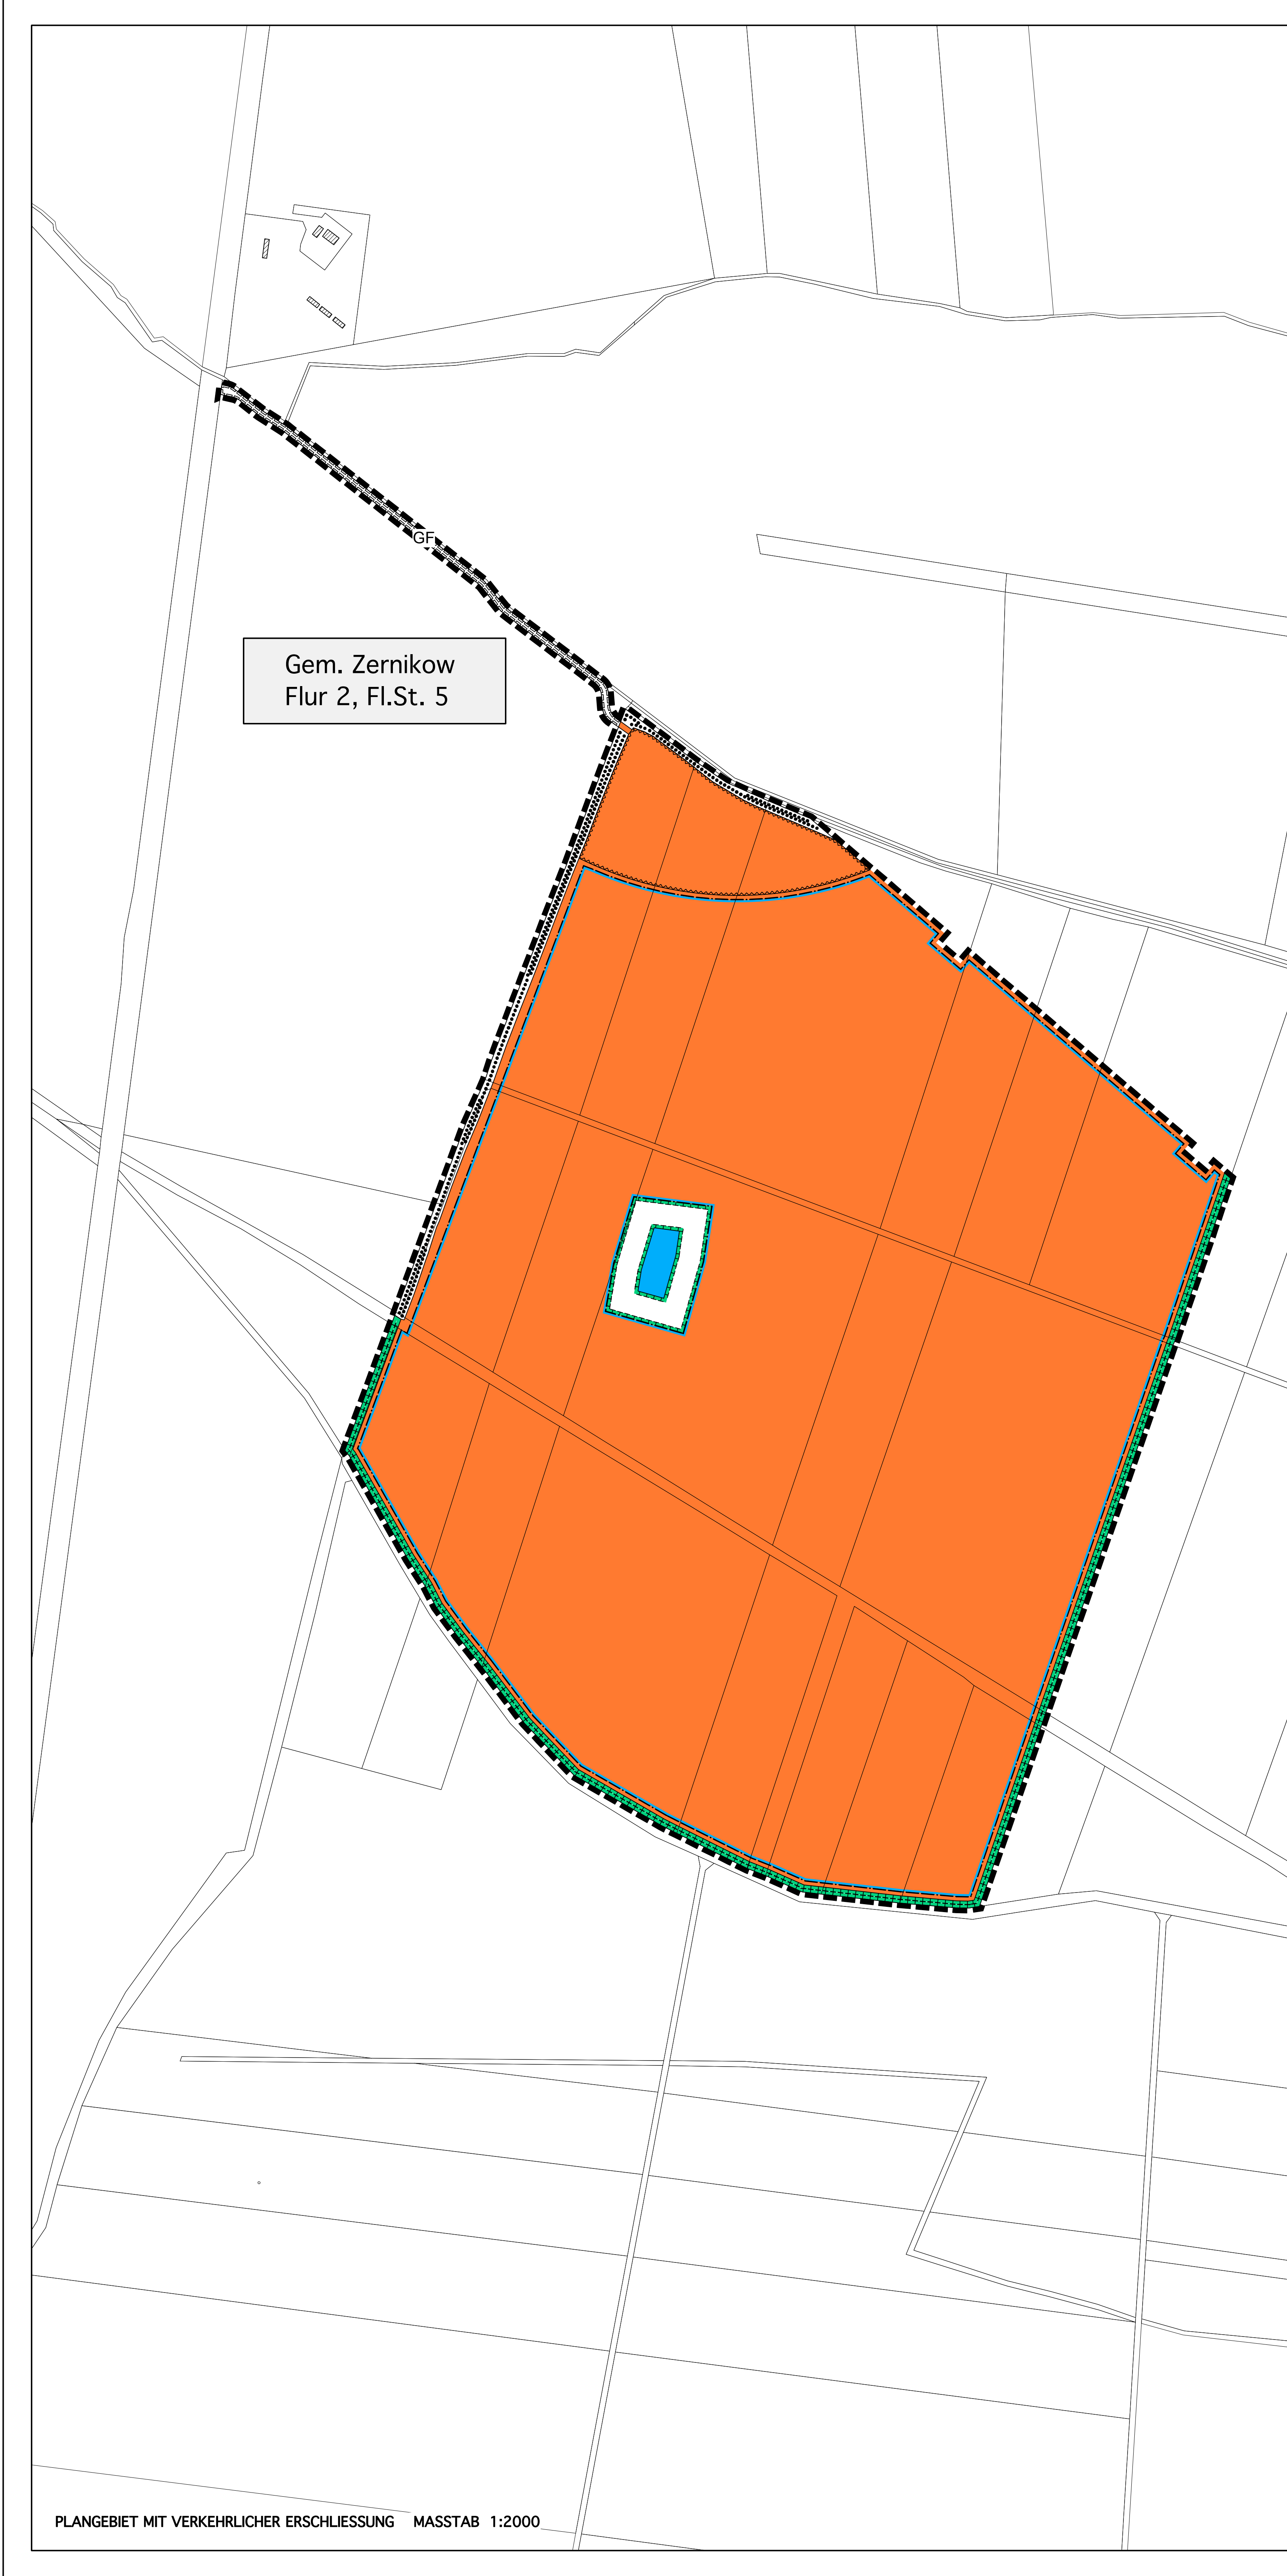 GF
Gem. Zernikow
Flur 2, Fl.St. 5
PLANGEBIET MIT VERKEHRLICHER ERSCHLIESSUNG MASSTAB 1:2000